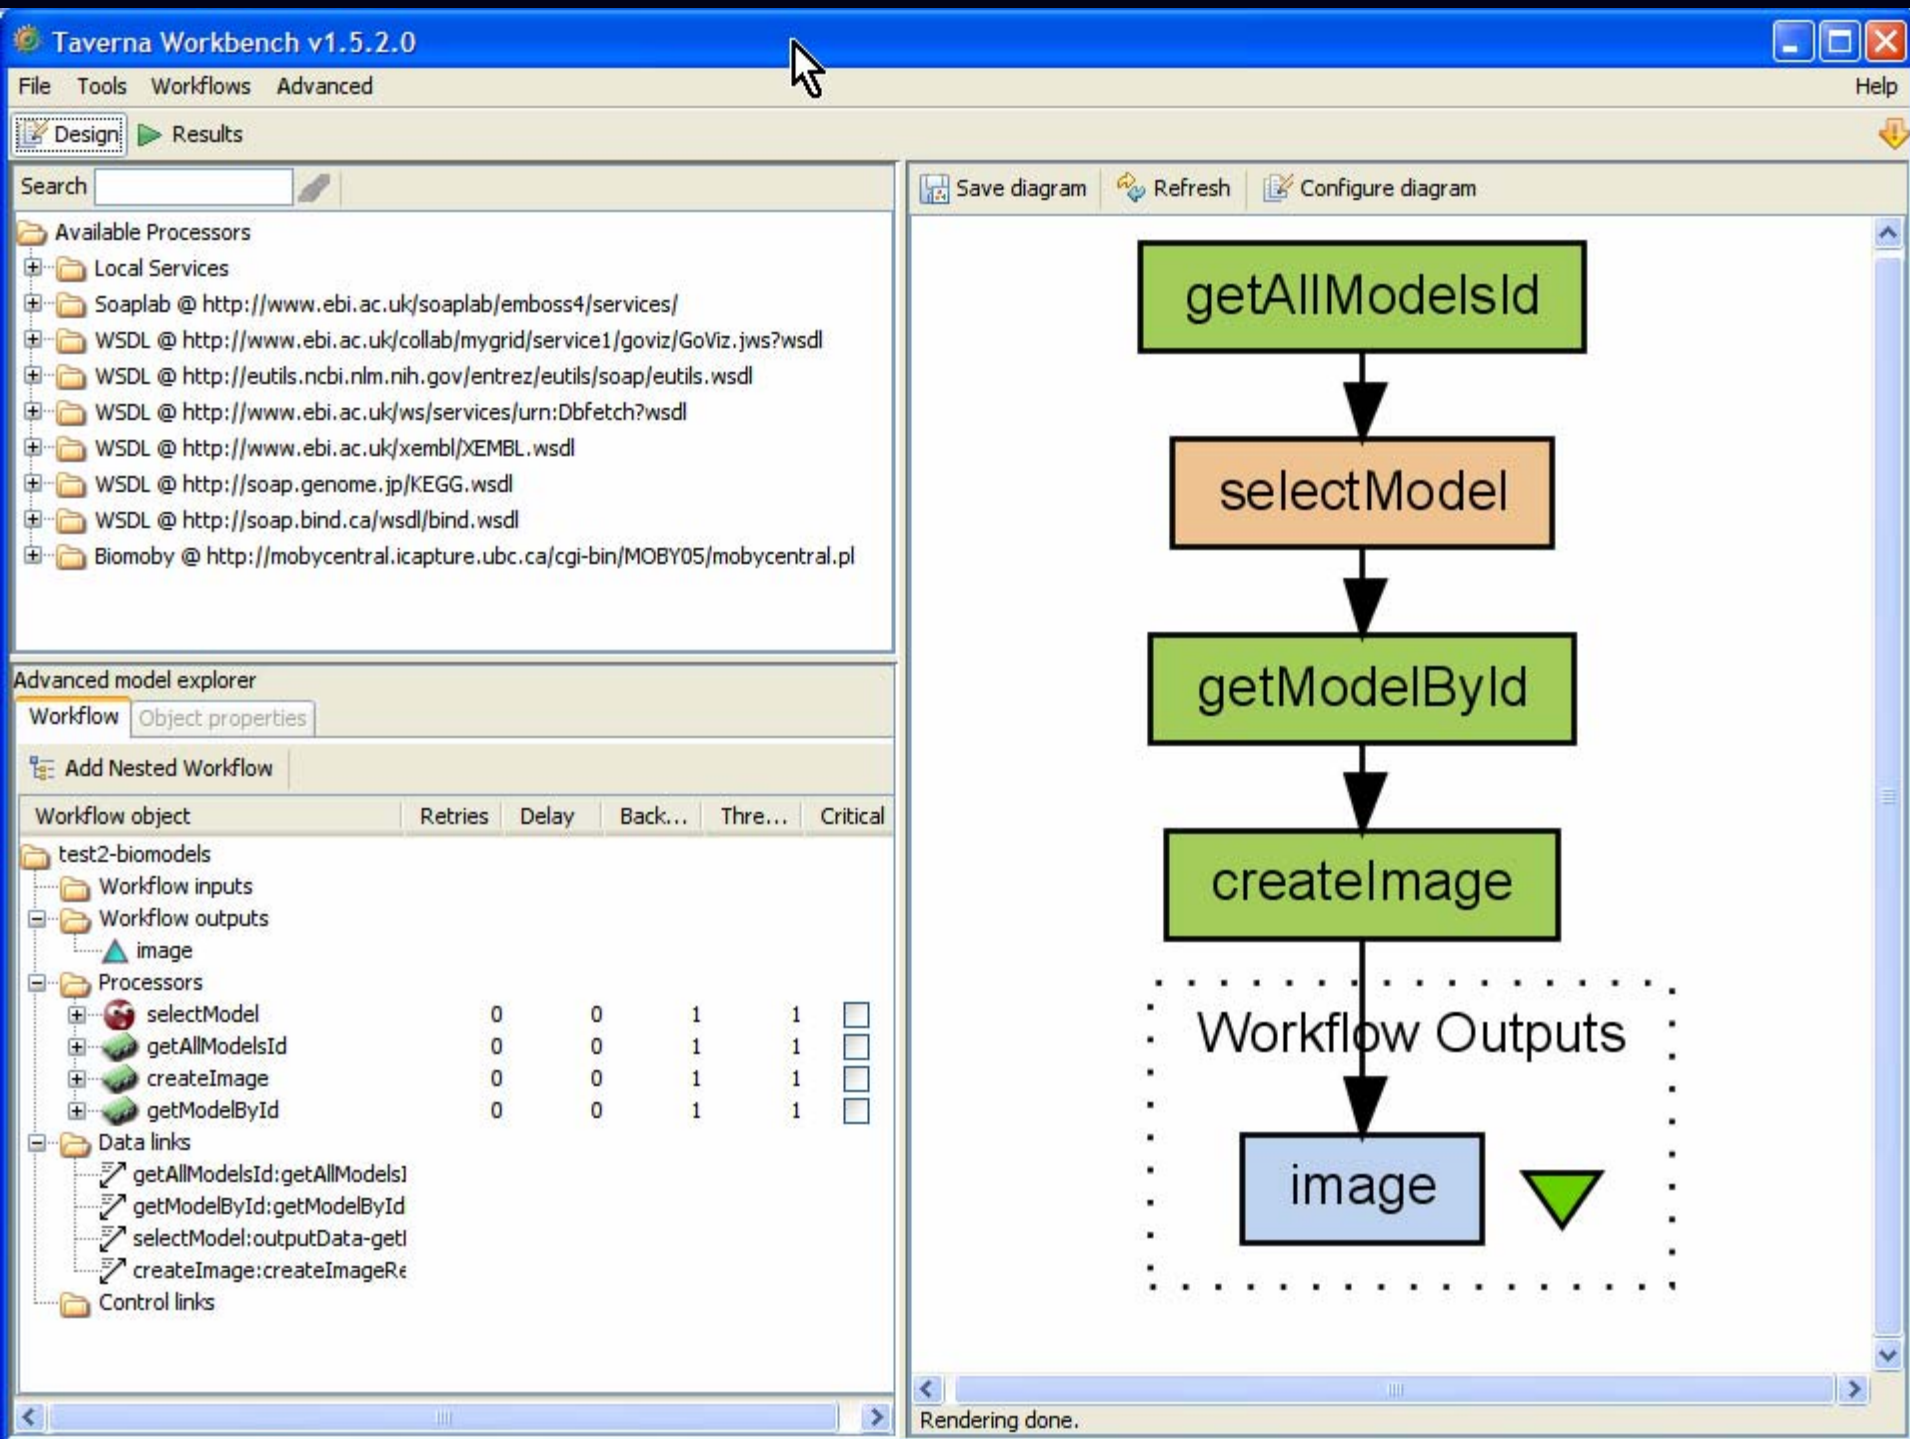 Taverna Workbench v1.5.2.0
File Tools Workflows Advanced Help
Design Results
Search
Available Processors
Local Services
Soaplab @ http://www.ebi.ac.uk/soaplab/emboss4/services/
WSDL @ http://www.ebi.ac.uk/collab/mygrid/service1/goviz/GoViz.jws?wsdl
WSDL @ http://eutils.ncbi.nlm.nih.gov/entrez/eutils/soap/eutils.wsdl
WSDL @ http://www.ebi.ac.uk/ws/services/urn:Dbfetch?wsdl
WSDL @ http://www.ebi.ac.uk/xembl/XEMBL.wsdl
WSDL @ http://soap.genome.jp/KEGG.wsdl
WSDL @ http://soap.bind.ca/wsdl/bind.wsdl
Biomoby @ http://mobycentral.icapture.ubc.ca/cgi-bin/MOBY05/mobycentral.pl
Advanced model explorer
Workflow Object properties
Add Nested Workflow
Workflow object Retries Delay Back... Thre... Critical
test2-biomodels
Workflow inputs
Workflow outputs
image
Processors
selectModel 0 0 1 1
getAllModelsId 0 0 1 1
createImage 0 0 1 1
getModelById 0 0 1 1
Data links
getAllModelsId:getAllModelsI
getModelById:getModelById
selectModel:outputData-getI
createImage:createImageRe
Control links
Save diagram Refresh Configure diagram
getAllModelsId
selectModel
getModelById
createImage
Workflow Outputs
image
Rendering done.